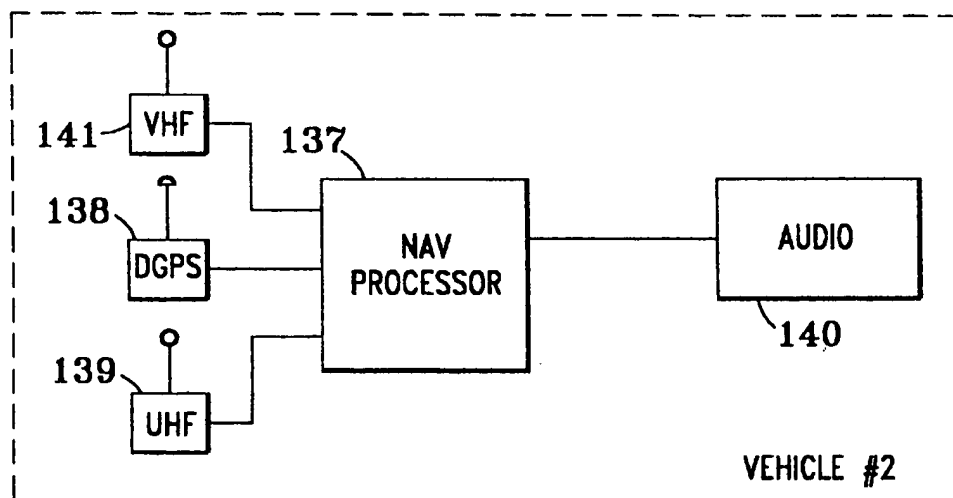 VHF
141
137
138
DGPS
NAV
PROCESSOR
AUDIO
140
139
UHF
VEHICLE #2